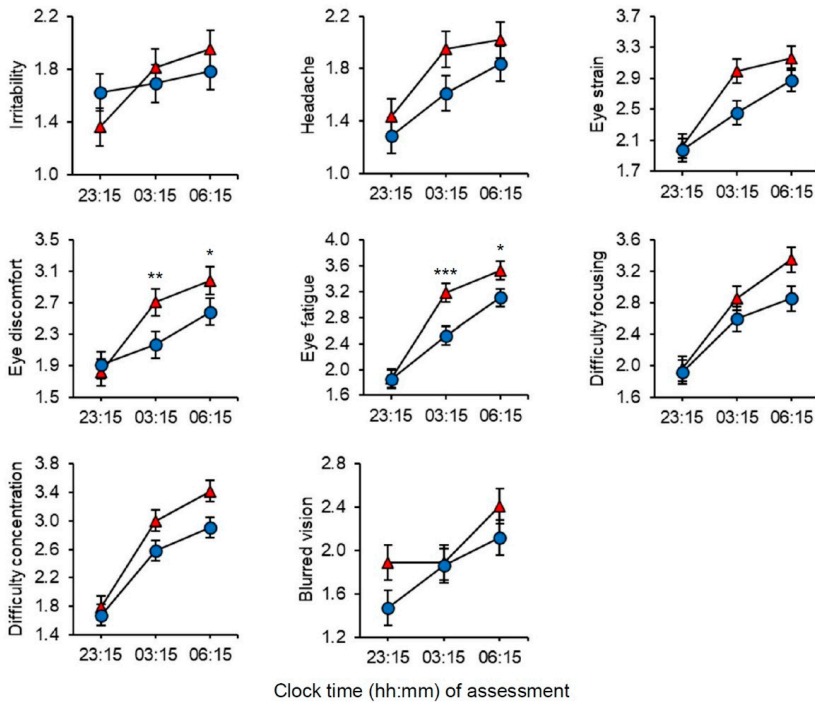 Irritability
2.2
1.8
1.4
1.0
23:15 03:15 06:15
Headache
2.2
1.8
1.4
1.0
23:15 03:15 06:15
Eye strain
3.7
3.3
2.9
2.5
2.1
1.7
23:15 03:15 06:15
Eye discomfort
3.5
3.1
2.7
2.3
1.9
1.5
** *
23:15 03:15 06:15
Eye fatigue
4.0
3.6
3.2
2.8
2.4
2.0
1.6
*** *
23:15 03:15 06:15
Difficulty focusing
3.6
3.2
2.8
2.4
2.0
1.6
23:15 03:15 06:15
Difficulty concentration
3.8
3.4
3.0
2.6
2.2
1.8
1.4
23:15 03:15 06:15
Blurred vision
2.8
2.4
2.0
1.6
1.2
23:15 03:15 06:15
Clock time (hh:mm) of assessment